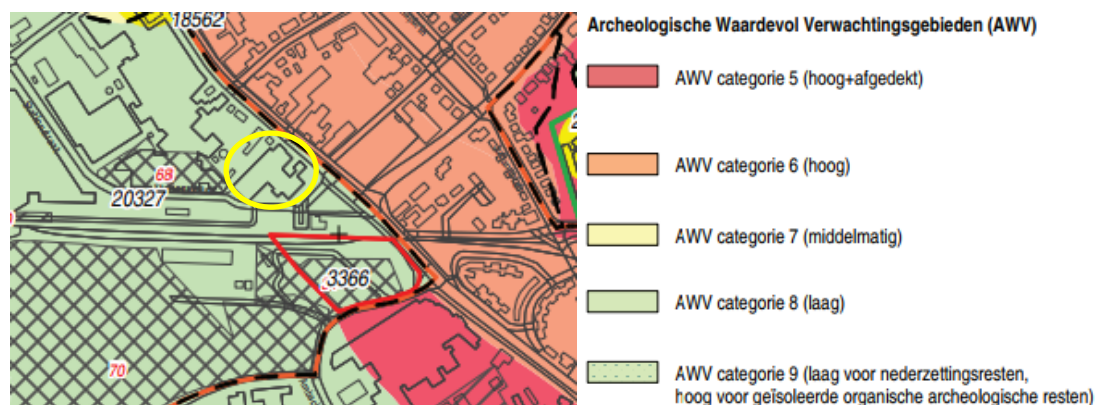 18562
68
20327
3366
70
Archeologische Waardevol Verwachtingsgebieden (AWV)
AWV categorie 5 (hoog+afgedekt)
AWV categorie 6 (hoog)
AWV categorie 7 (middelmatig)
AWV categorie 8 (laag)
AWV categorie 9 (laag voor nederzettingsresten,
hoog voor geïsoleerde organische archeologische resten)